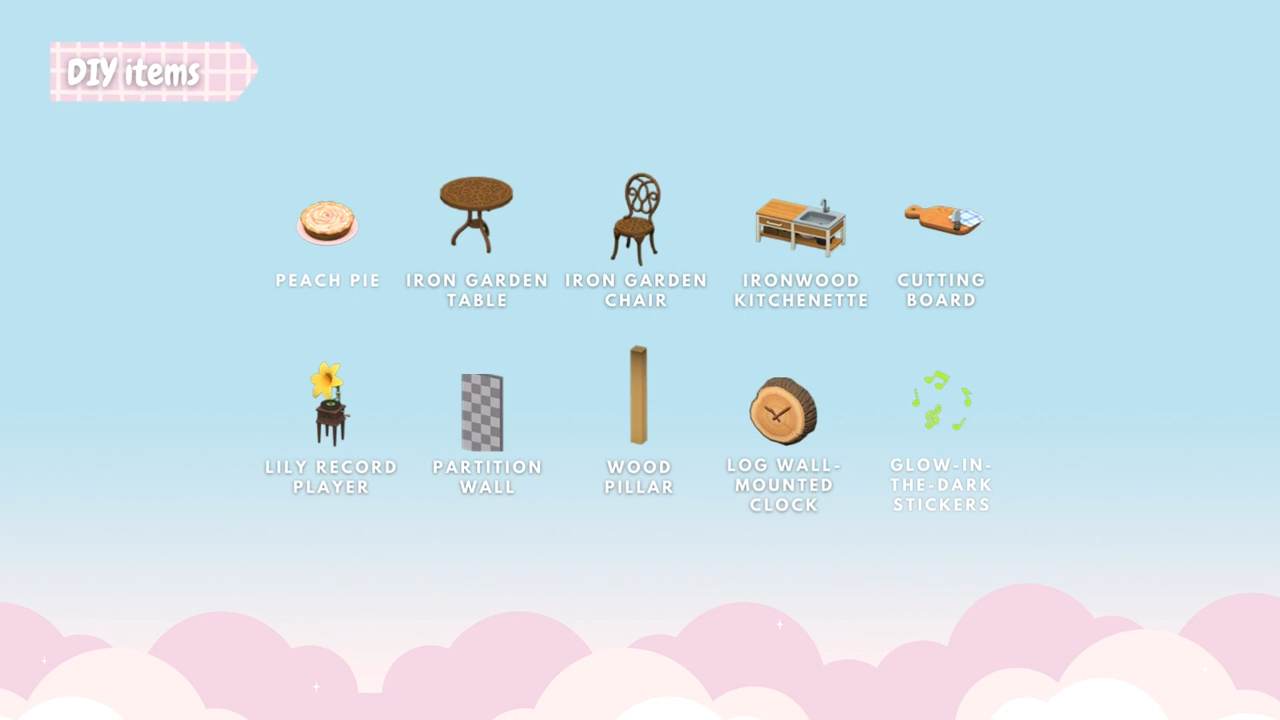 DIY items
PEACH PIE
IRON GARDEN
TABLE
IRON GARDEN
CHAIR
IRONWOOD
KITCHENETTE
CUTTING
BOARD
LILY RECORD
PLAYER
PARTITION
WALL
WOOD
PILLAR
LOG WALL-
MOUNTED
CLOCK
GLOW-IN-
THE-DARK
STICKERS